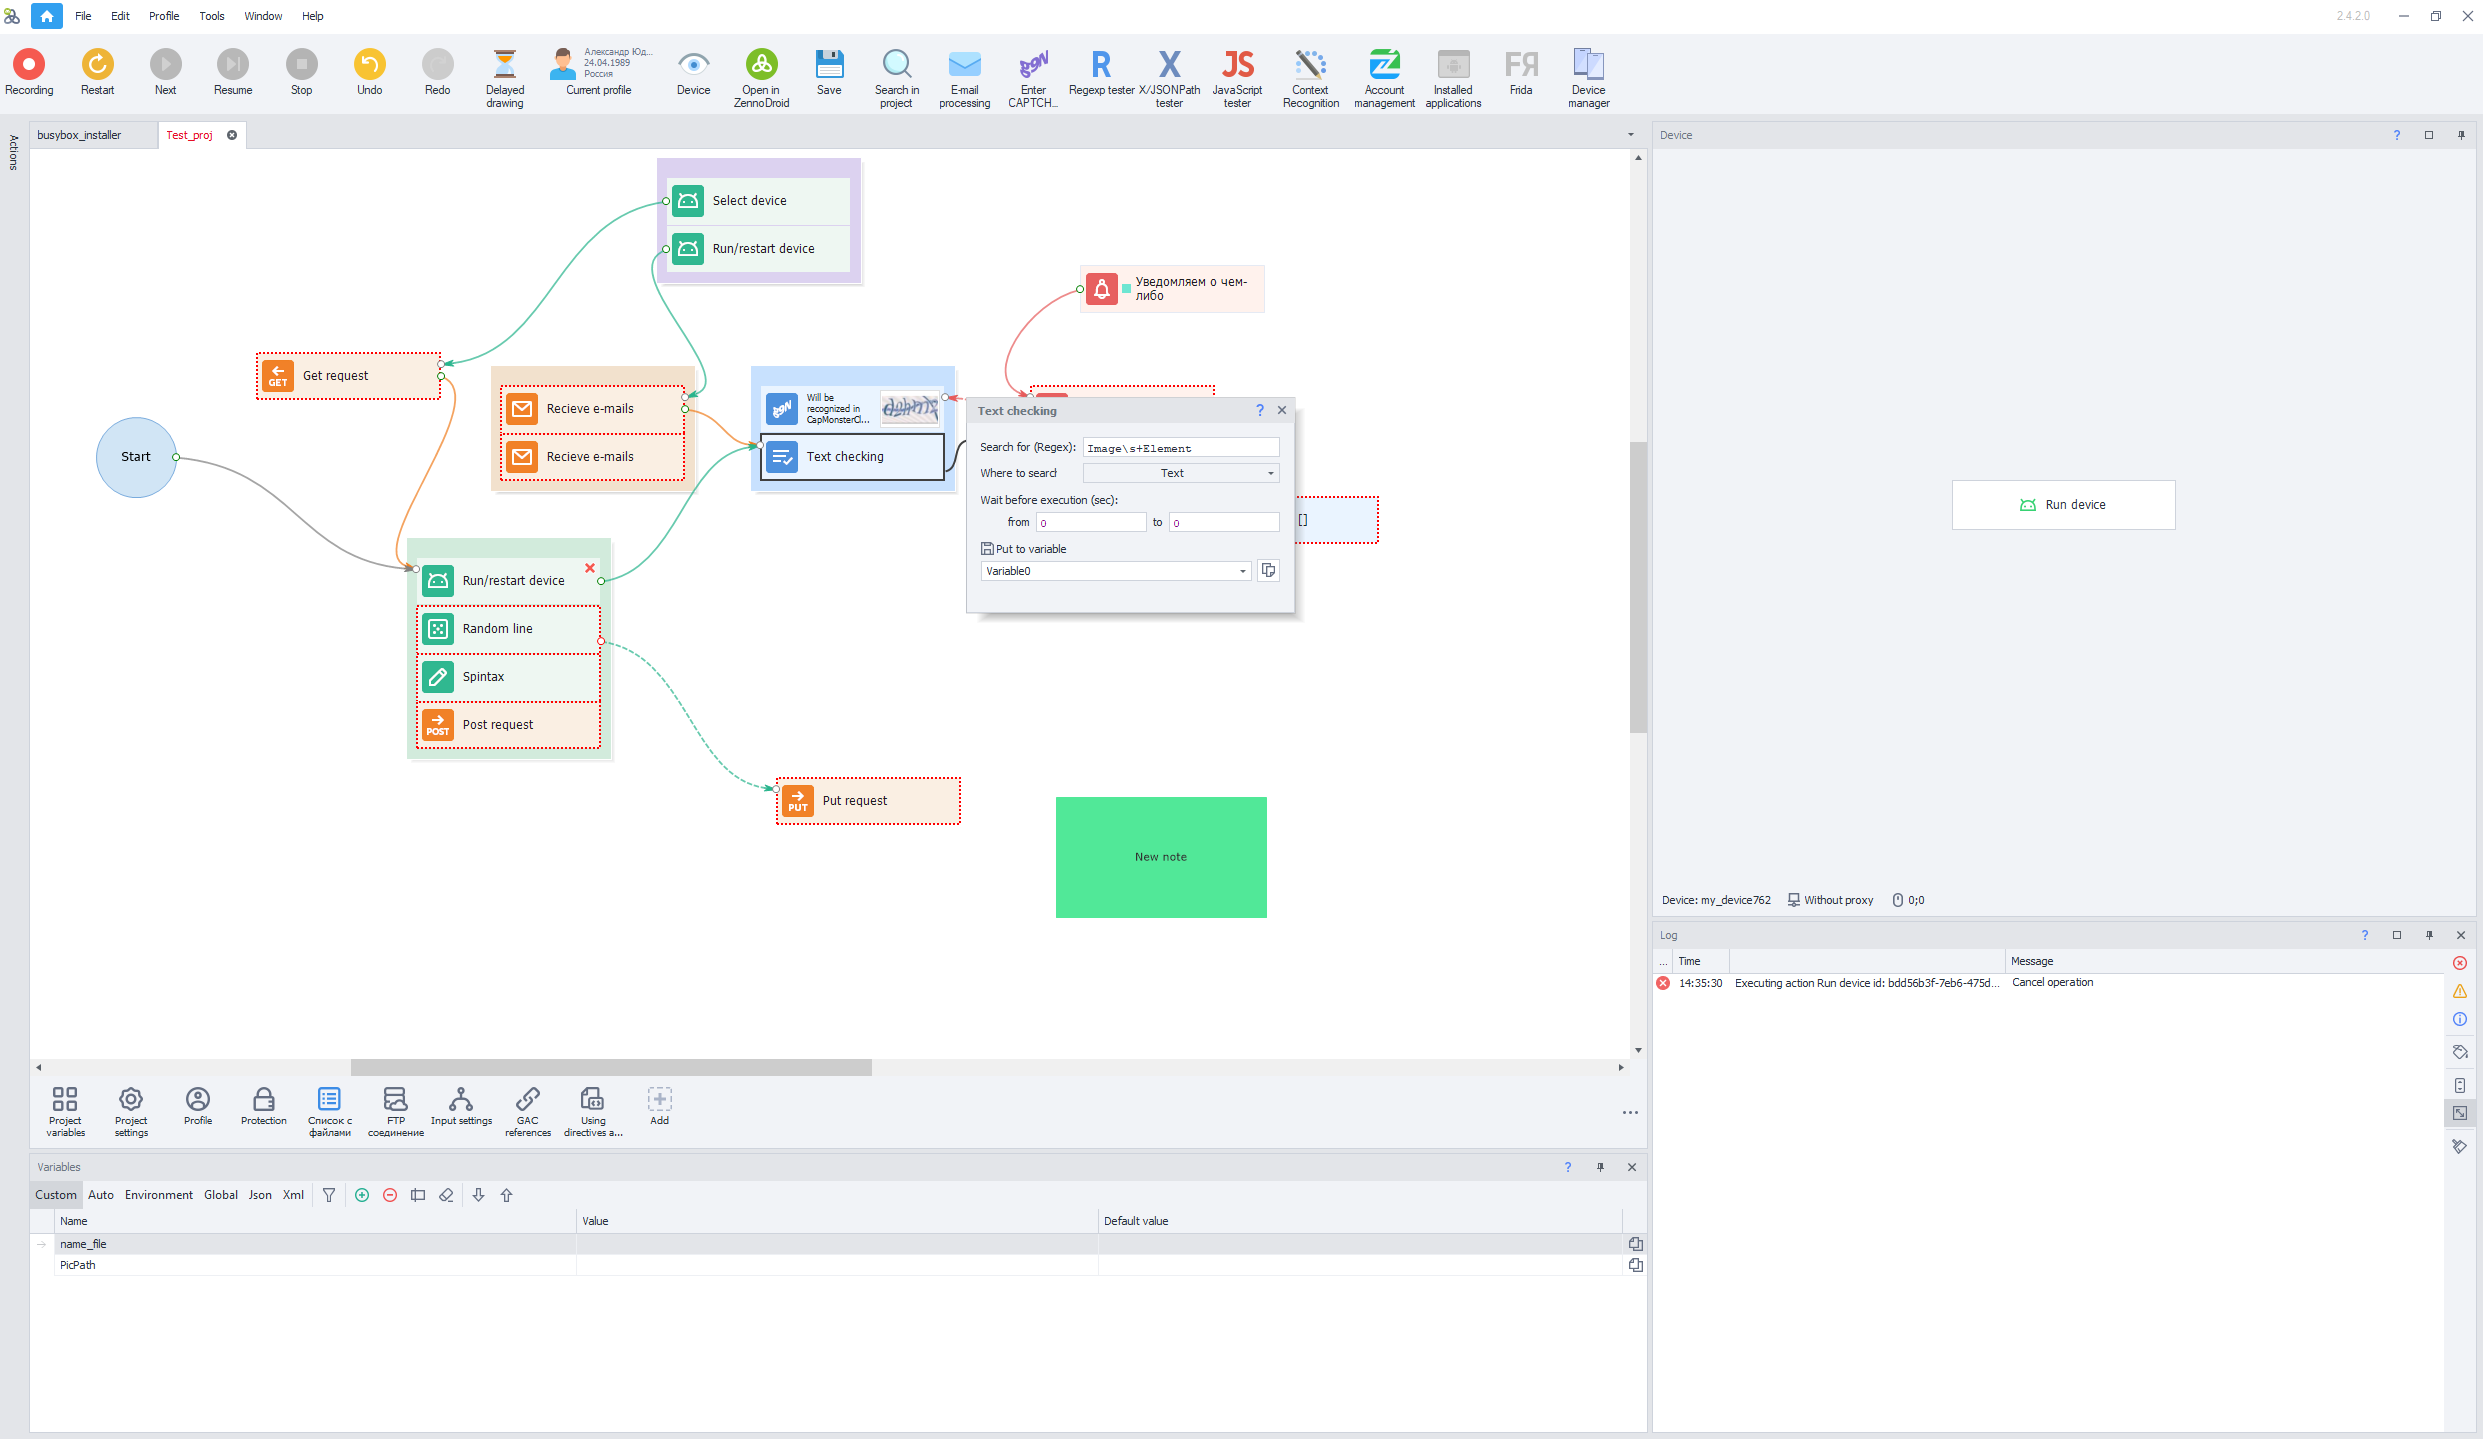 File Edit Profile Tools Window Help
2.4.2.0
Recording
Restart
Next
Resume
Stop
Undo
Redo
Delayed
drawing
Александр Юд...
24.04.1989
Россия
Current profile
Device
Open in
ZennoDroid
Save
Search in
project
E-mail
processing
Enter
CAPTCH...
R
Regexp tester
X
X/JSONPath
tester
JS
JavaScript
tester
Context
Recognition
Account
management
Installed
applications
FЯ
Frida
Device
manager
Actions
busybox_installer
Test_proj
Select device
Run/restart device
Уведомляем о чем-
либо
GET
Get request
Recieve e-mails
Recieve e-mails
Will be
recognized in
CapMonsterCl...
Text checking
Start
Run/restart device
Random line
Spintax
POST
Post request
PUT
Put request
New note
[]
Text checking
?
Search for (Regex): Image\s+Element
Where to search Text
Wait before execution (sec):
from 0 to 0
Put to variable
Variable0
Device
?
Run device
Device: my_device762 Without proxy 0;0
Log
?
... Time Message
14:35:30 Executing action Run device id: bdd56b3f-7eb6-475d... Cancel operation
Project
variables
Project
settings
Profile
Protection
Список с
файлами
FTP
соединение
Input settings
GAC
references
Using
directives a...
Add
Variables
?
Custom Auto Environment Global Json Xml
Name Value Default value
name_file
PicPath